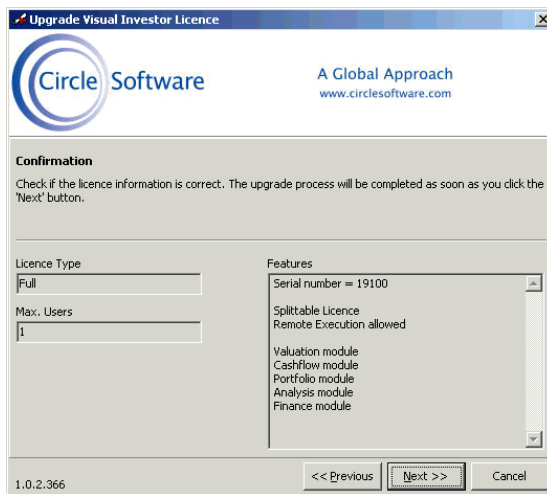 Upgrade Visual Investor Licence
Circle Software
A Global Approach
www.circlesoftware.com
Confirmation
Check if the licence information is correct. The upgrade process will be completed as soon as you click the
'Next' button.
Licence Type
Full
Max. Users
1
Features
Serial number = 19100
Splittable Licence
Remote Execution allowed
Valuation module
Cashflow module
Portfolio module
Analysis module
Finance module
1.0.2.366
<< Previous
Next >>
Cancel